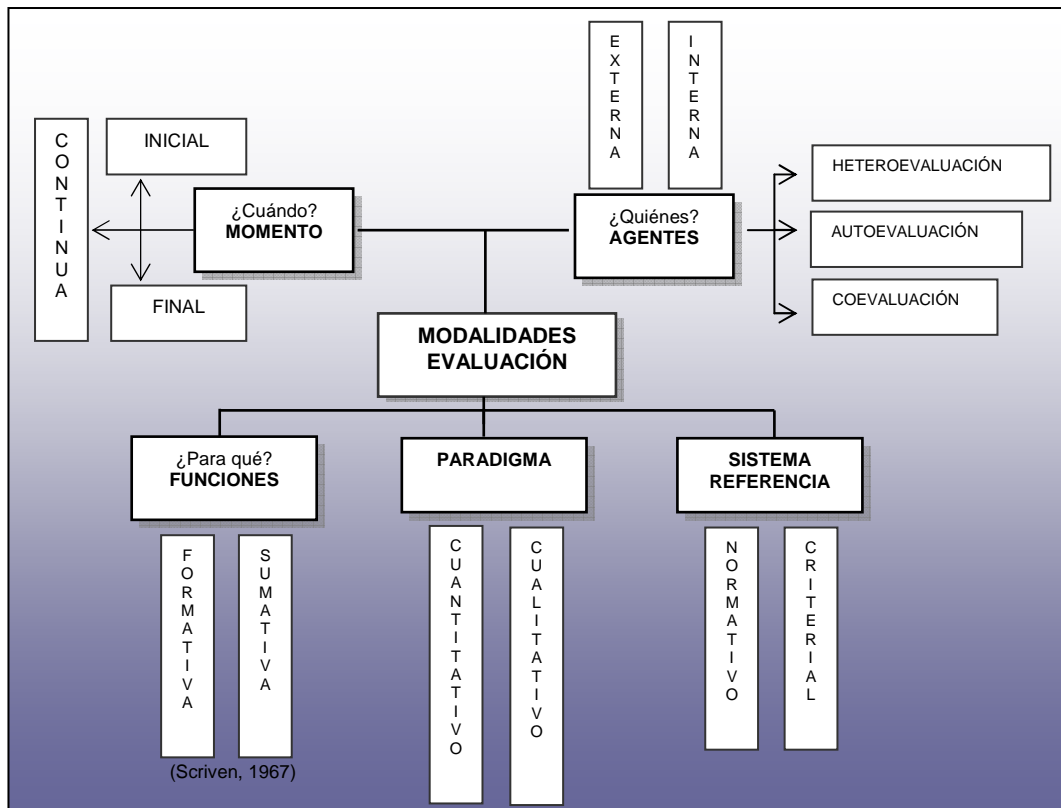 EXTERNA
INTERNA
CONTINUA
INICIAL
FINAL
¿Cuándo?
MOMENTO
¿Quiénes?
AGENTES
HETEROEVALUACIÓN
AUTOEVALUACIÓN
COEVALUACIÓN
MODALIDADES
EVALUACIÓN
¿Para qué?
FUNCIONES
PARADIGMA
SISTEMA
REFERENCIA
FORMATIVA
SUMATIVA
(Scriven, 1967)
CUANTITATIVO
CUALITATIVO
NORMATIVO
CRITERIAL